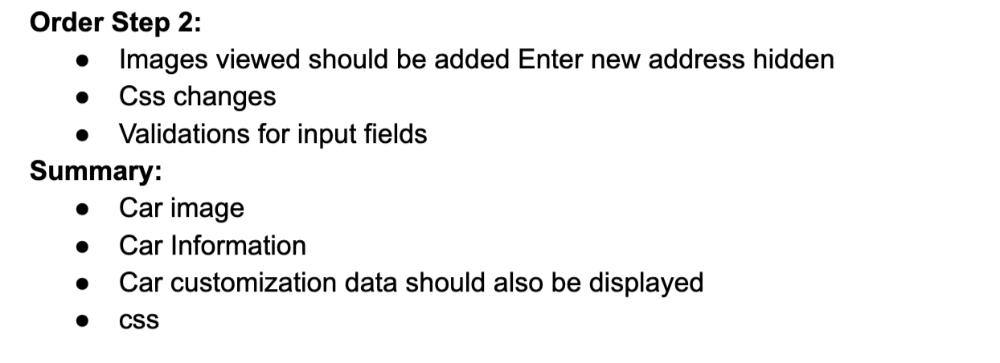 Order Step 2:
● Images viewed should be added Enter new address hidden
● Css changes
● Validations for input fields
Summary:
● Car image
● Car Information
● Car customization data should also be displayed
● css